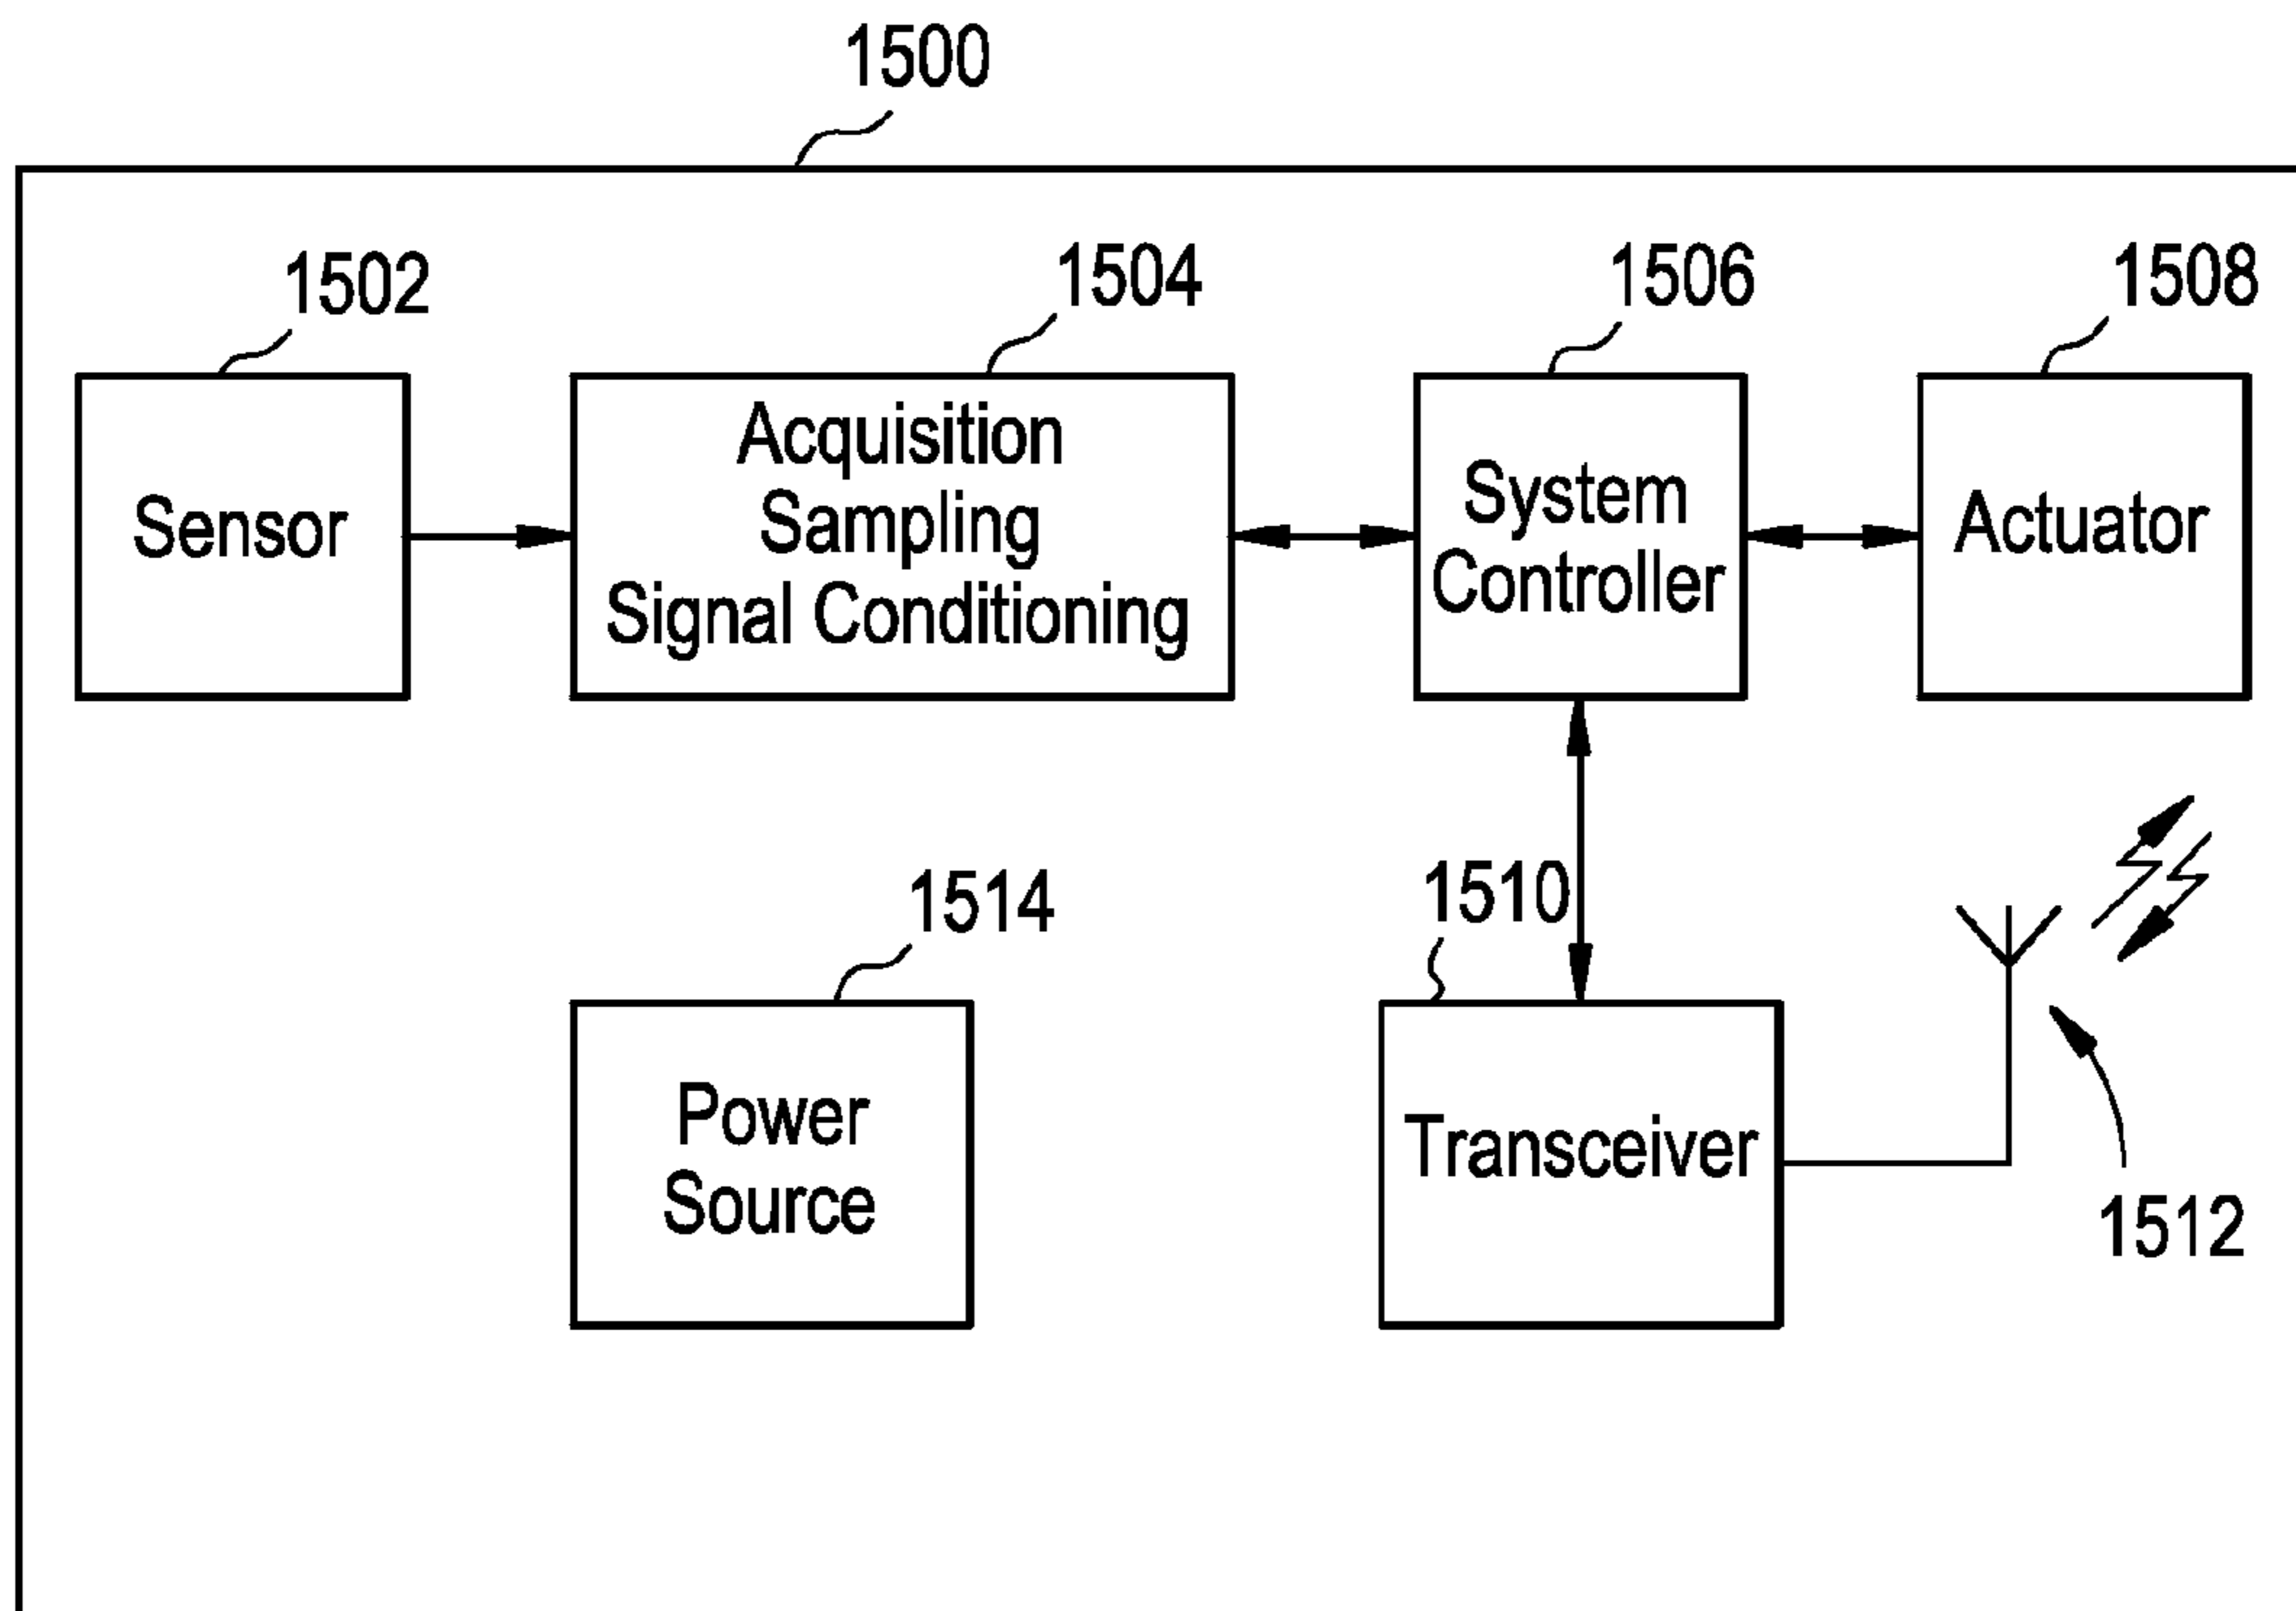 1500
1502
1504
1506
1508
Sensor
Acquisition
Sampling
Signal Conditioning
System
Controller
Actuator
1514
1510
Power
Source
Transceiver
1512